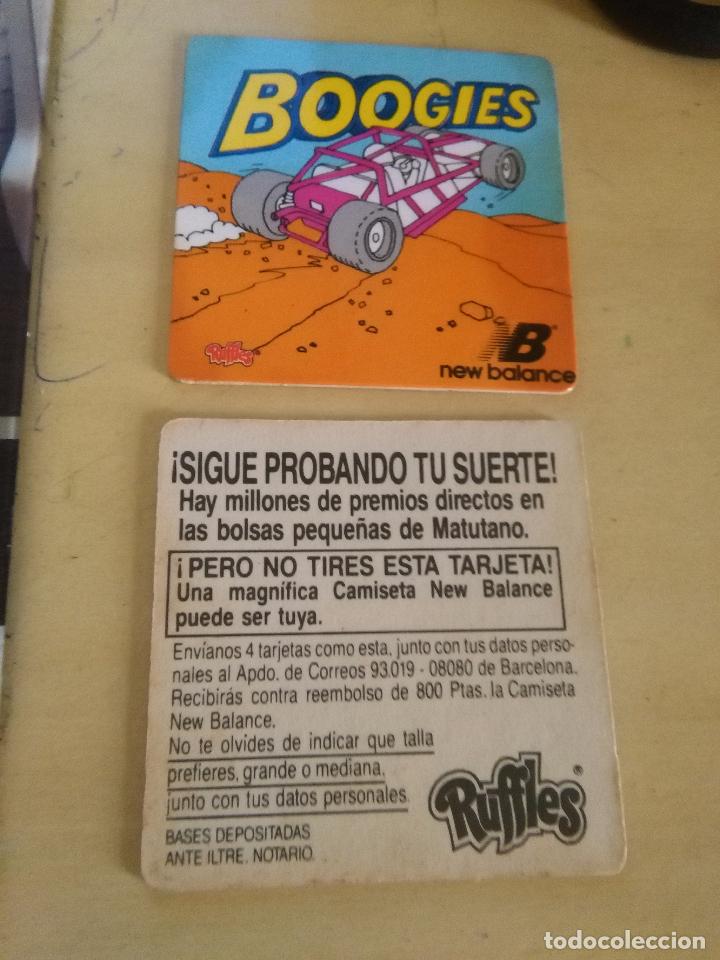 BOOGIES
Ruffles
NB
new balance
¡SIGUE PROBANDO TU SUERTE!
Hay millones de premios directos en
las bolsas pequeñas de Matutano.
¡PERO NO TIRES ESTA TARJETA!
Una magnífica Camiseta New Balance
puede ser tuya.
Envíanos 4 tarjetas como esta, junto con tus datos perso-
nales al Apdo. de Correos 93.019 - 08080 de Barcelona.
Recibirás contra reembolso de 800 Ptas. la Camiseta
New Balance.
No te olvides de indicar que talla
prefieres, grande o mediana,
junto con tus datos personales.
Ruffles®
BASES DEPOSITADAS
ANTE ILTRE. NOTARIO.
todocoleccion